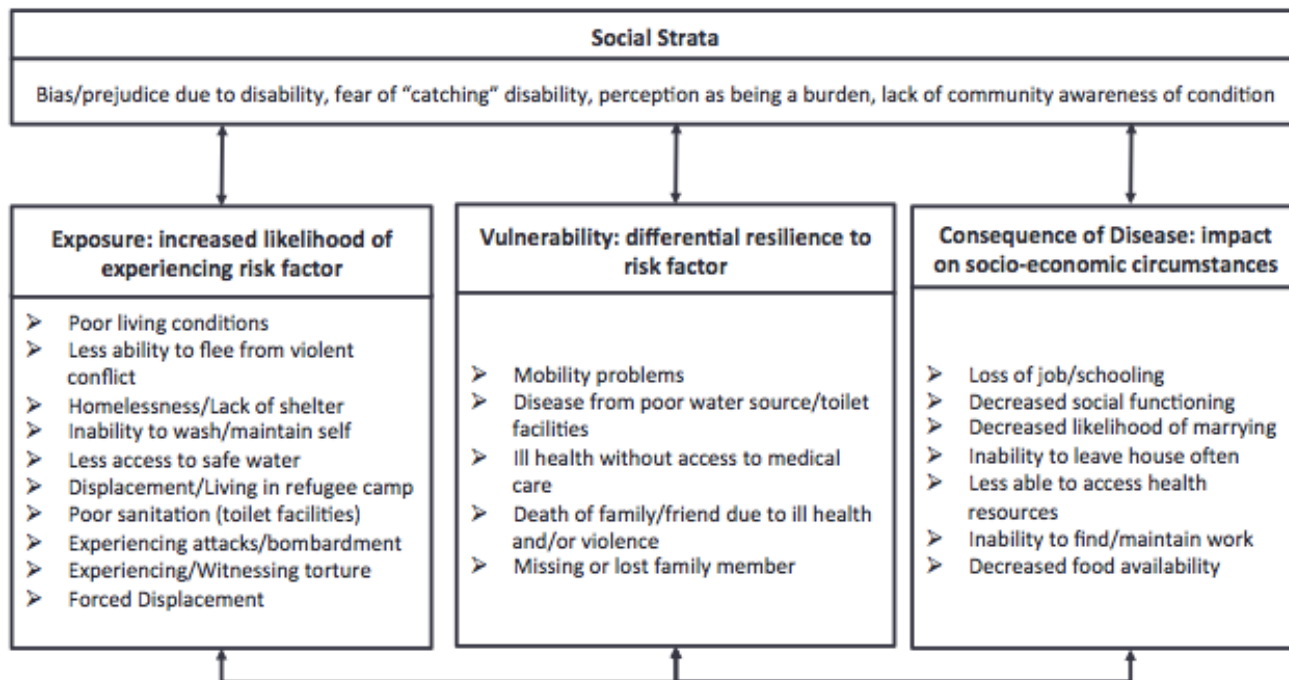 Social Strata
Bias/prejudice due to disability, fear of “catching” disability, perception as being a burden, lack of community awareness of condition
Exposure: increased likelihood of
experiencing risk factor
➢ Poor living conditions
➢ Less ability to flee from violent
conflict
➢ Homelessness/Lack of shelter
➢ Inability to wash/maintain self
➢ Less access to safe water
➢ Displacement/Living in refugee camp
➢ Poor sanitation (toilet facilities)
➢ Experiencing attacks/bombardment
➢ Experiencing/Witnessing torture
➢ Forced Displacement
Vulnerability: differential resilience to
risk factor
➢ Mobility problems
➢ Disease from poor water source/toilet
facilities
➢ Ill health without access to medical
care
➢ Death of family/friend due to ill health
and/or violence
➢ Missing or lost family member
Consequence of Disease: impact
on socio-economic circumstances
➢ Loss of job/schooling
➢ Decreased social functioning
➢ Decreased likelihood of marrying
➢ Inability to leave house often
➢ Less able to access health
resources
➢ Inability to find/maintain work
➢ Decreased food availability